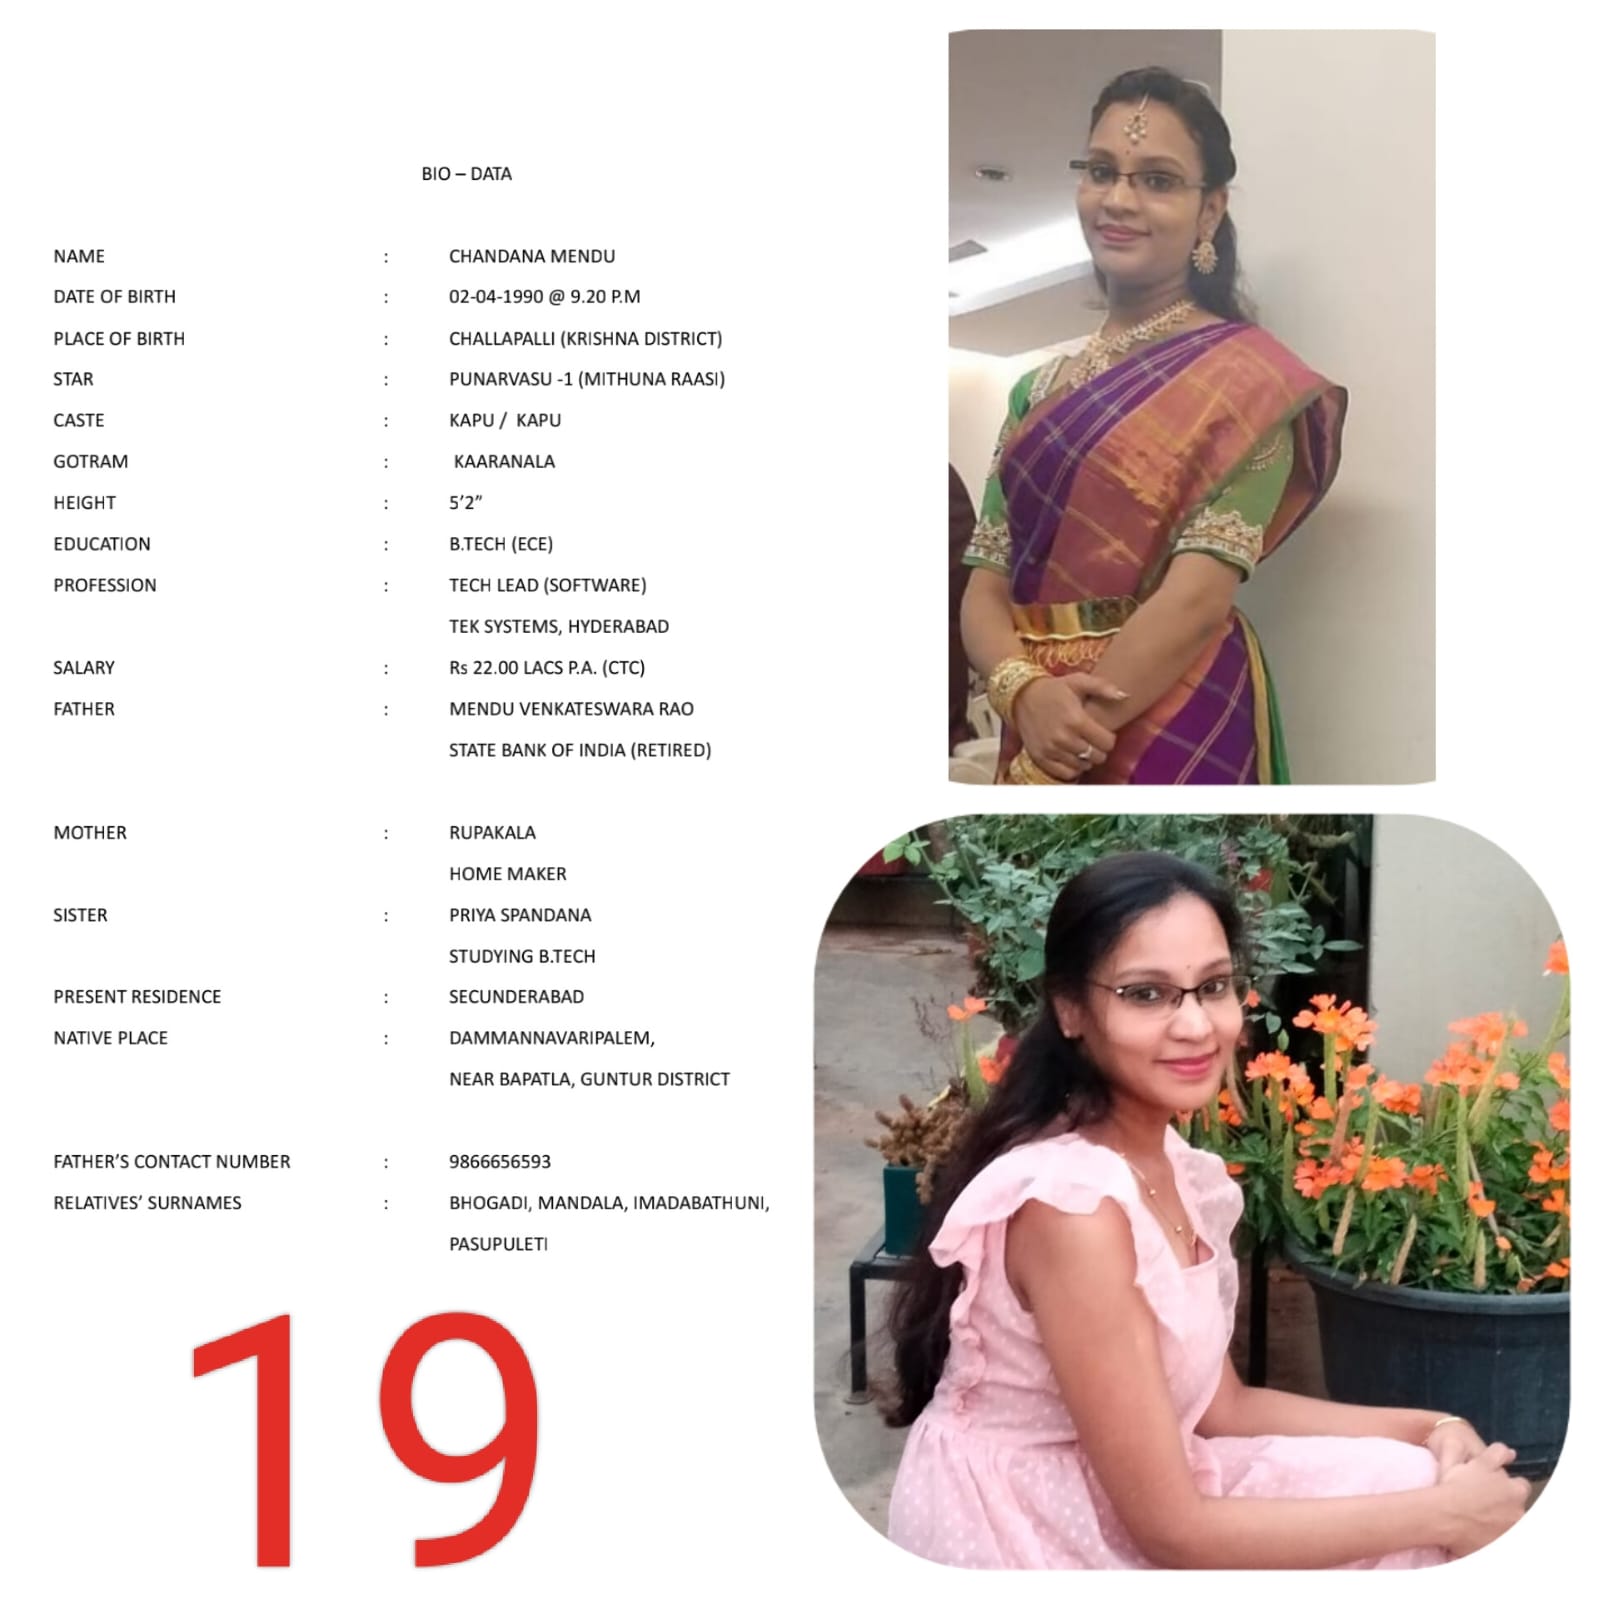 BIO – DATA
NAME : CHANDANA MENDU
DATE OF BIRTH : 02-04-1990 @ 9.20 P.M
PLACE OF BIRTH : CHALLAPALLI (KRISHNA DISTRICT)
STAR : PUNARVASU -1 (MITHUNA RAASI)
CASTE : KAPU / KAPU
GOTRAM : KAARANALA
HEIGHT : 5’2”
EDUCATION : B.TECH (ECE)
PROFESSION : TECH LEAD (SOFTWARE)
TEK SYSTEMS, HYDERABAD
SALARY : Rs 22.00 LACS P.A. (CTC)
FATHER : MENDU VENKATESWARA RAO
STATE BANK OF INDIA (RETIRED)
MOTHER : RUPAKALA
HOME MAKER
SISTER : PRIYA SPANDANA
STUDYING B.TECH
PRESENT RESIDENCE : SECUNDERABAD
NATIVE PLACE : DAMMANNAVARIPALEM,
NEAR BAPATLA, GUNTUR DISTRICT
FATHER’S CONTACT NUMBER : 9866656593
RELATIVES’ SURNAMES : BHOGADI, MANDALA, IMADABATHUNI,
PASUPULETI
19